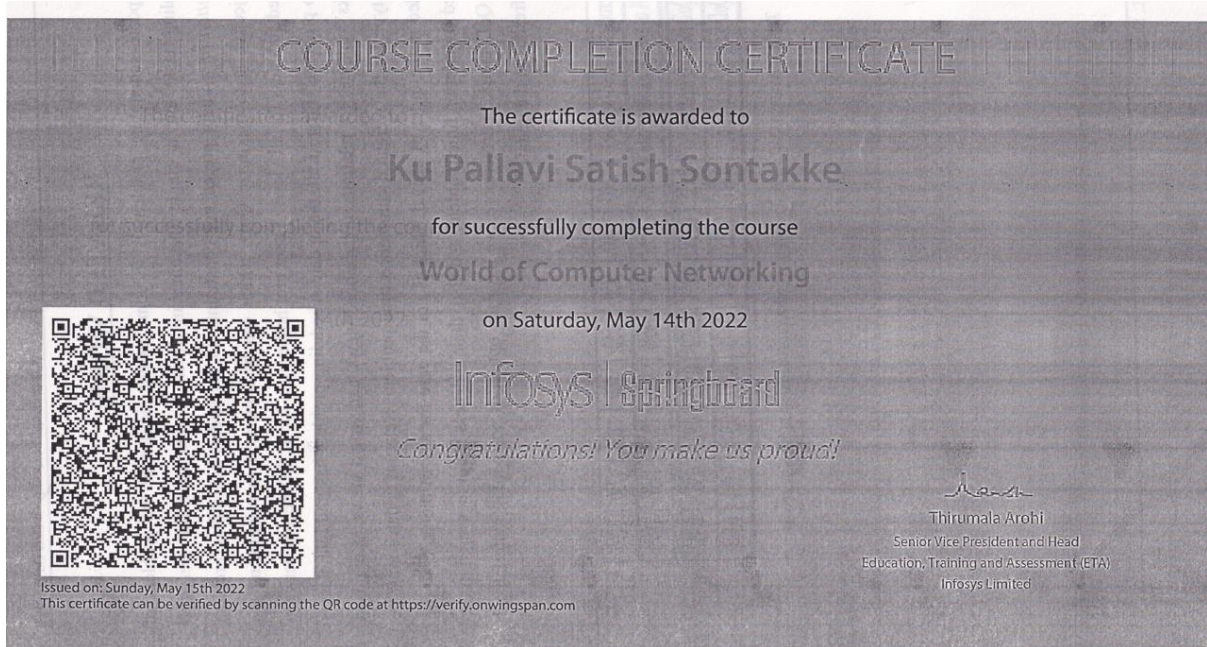 COURSE COMPLETION CERTIFICATE
The certificate is awarded to
Ku Pallavi Satish Sontakke
for successfully completing the course
World of Computer Networking
on Saturday, May 14th 2022
Infosys | Springboard
Congratulations! You make us proud!
Thirumala Arohi
Senior Vice President and Head
Education, Training and Assessment (ETA)
Infosys Limited
Issued on: Sunday, May 15th 2022
This certificate can be verified by scanning the QR code at https://verify.onwingspan.com